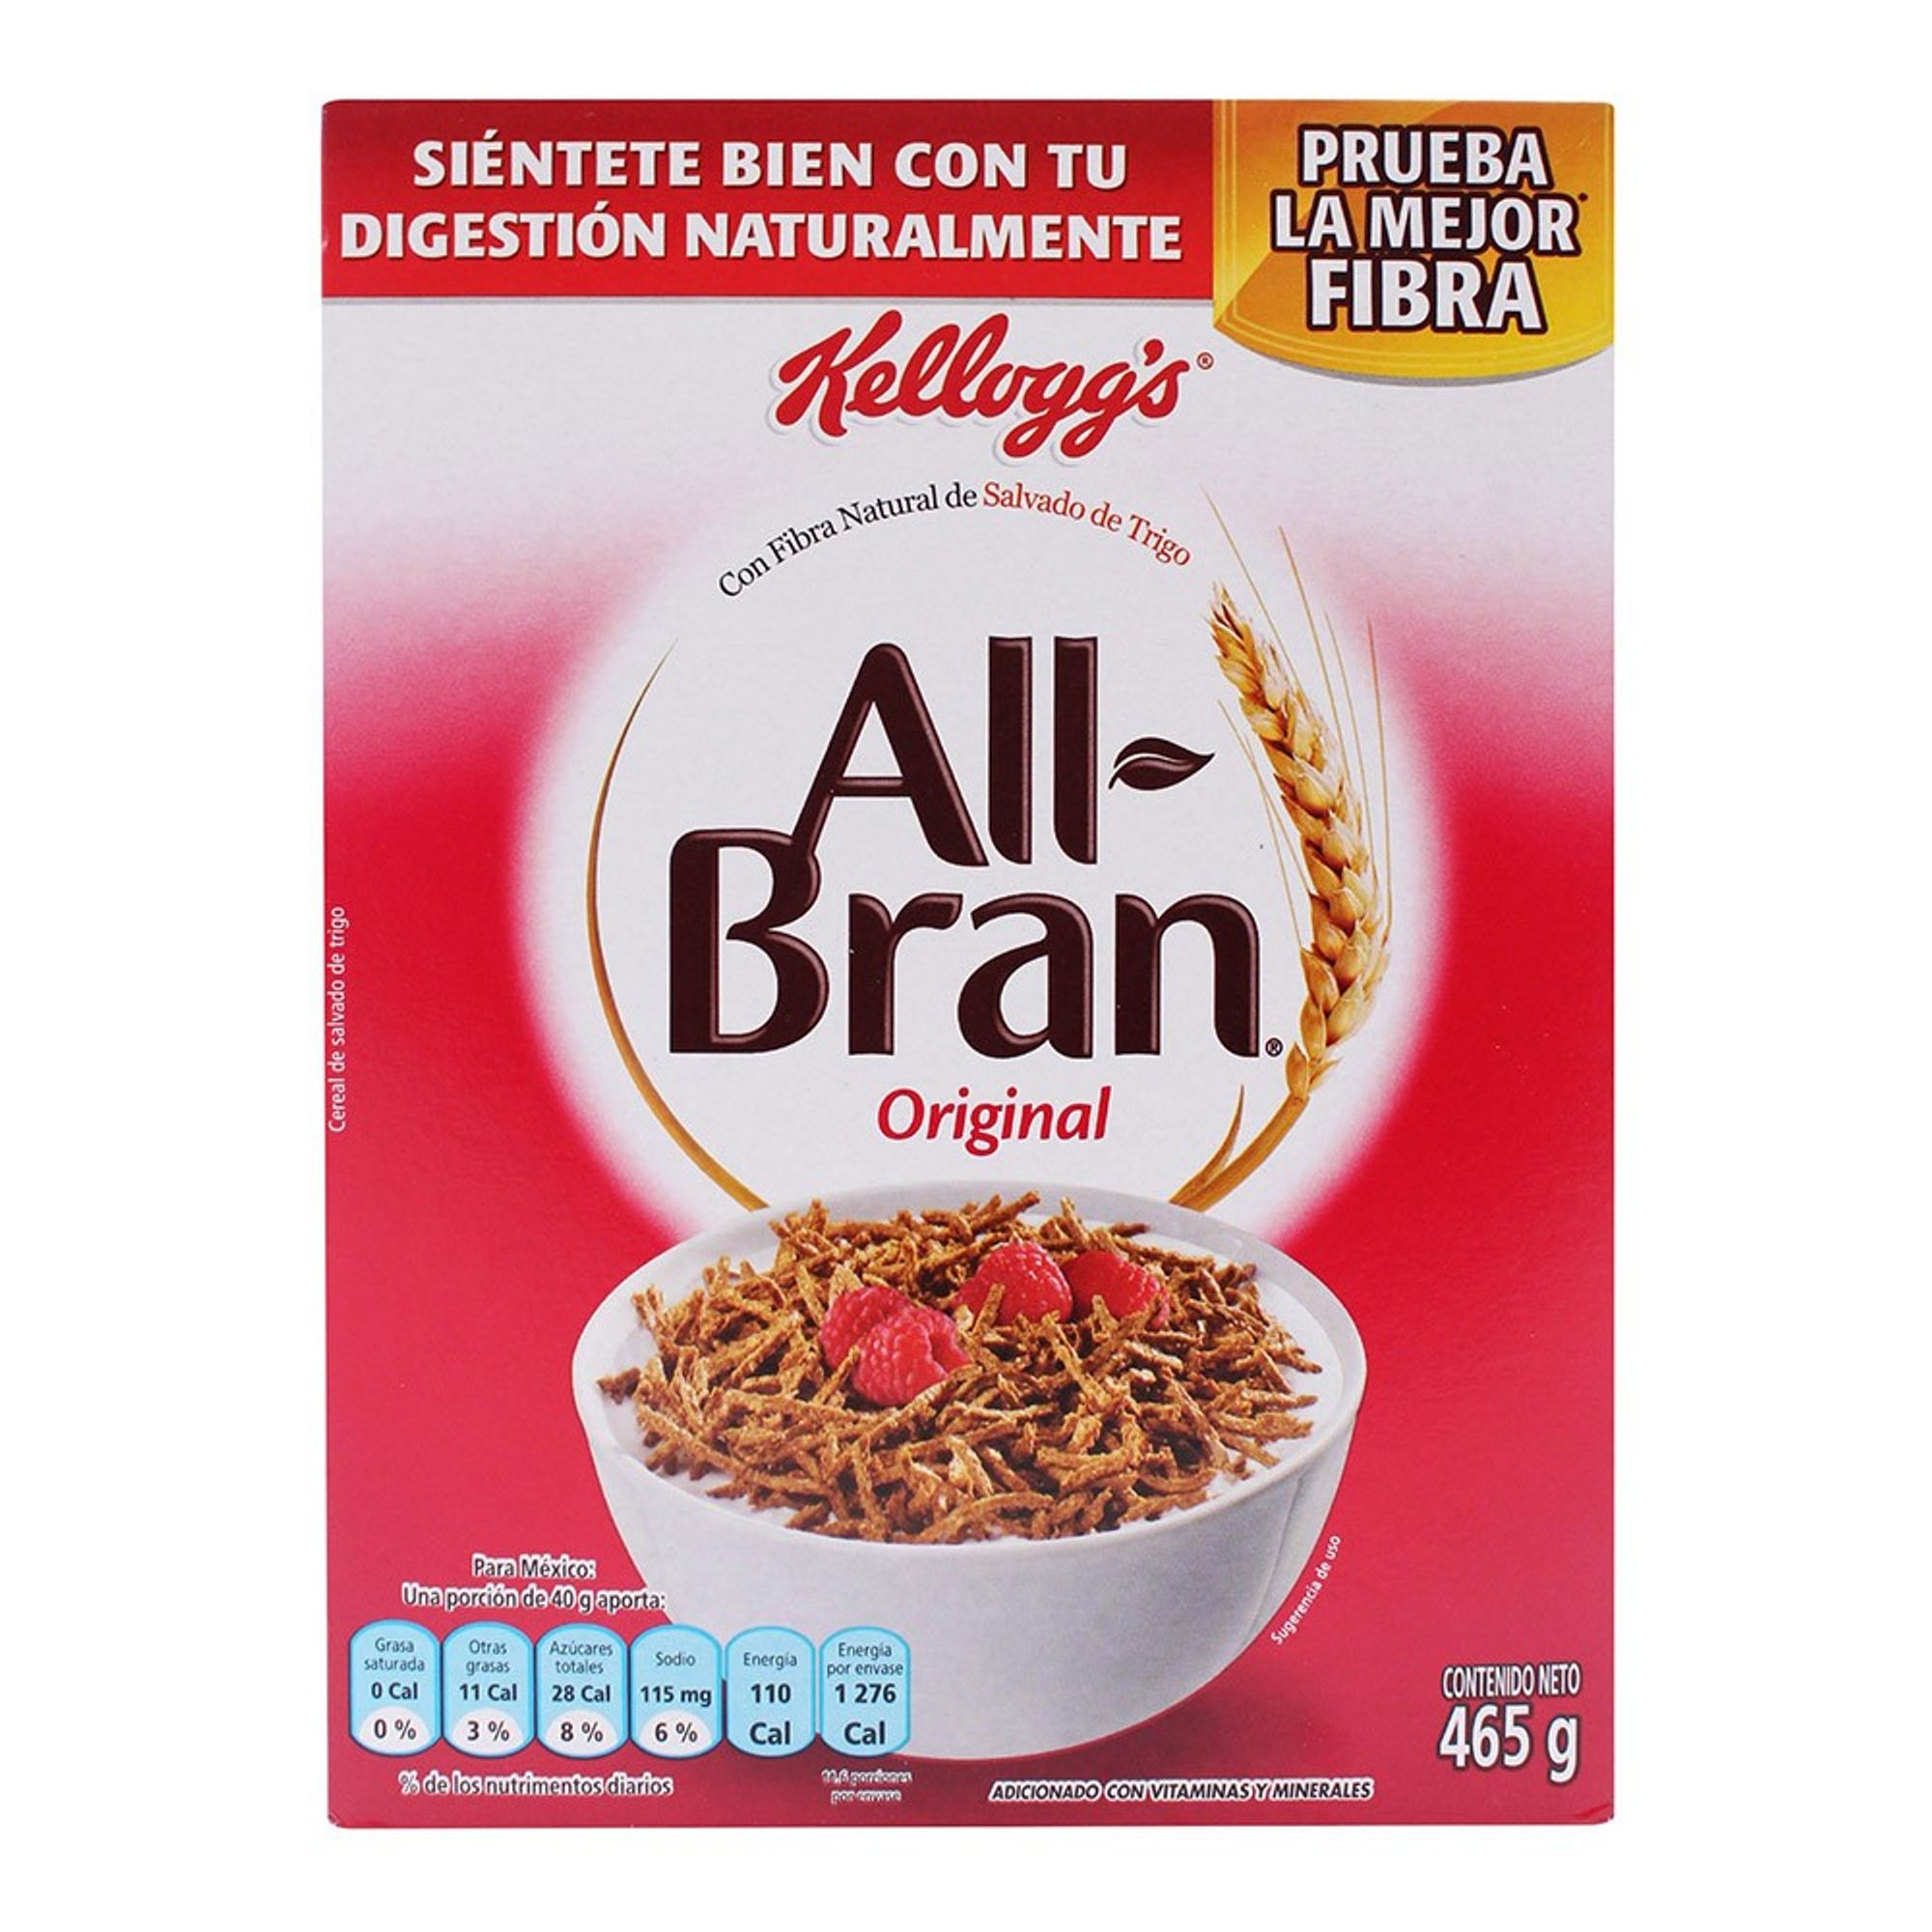 SIÉNTETE BIEN CON TU
DIGESTIÓN NATURALMENTE
PRUEBA
LA MEJOR*
FIBRA
Kellogg's®
Con Fibra Natural de Salvado de Trigo
All-
Bran®
Original
Cereal de salvado de trigo
Sugerencia de uso
Para México:
Una porción de 40 g aporta:
Grasa saturada 0 Cal 0 %
Otras grasas 11 Cal 3 %
Azúcares totales 28 Cal 8 %
Sodio 115 mg 6 %
Energía 110 Cal
Energía por envase 1 276 Cal
% de los nutrimentos diarios
11.6 porciones
por envase
ADICIONADO CON VITAMINAS Y MINERALES
CONTENIDO NETO
465 g